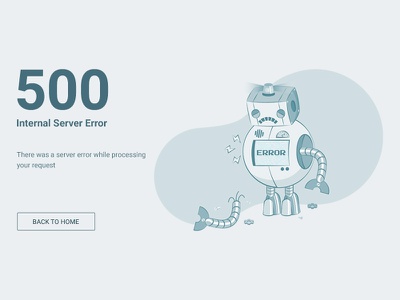 500
Internal Server Error
There was a server error while processing
your request
ERROR
BACK TO HOME